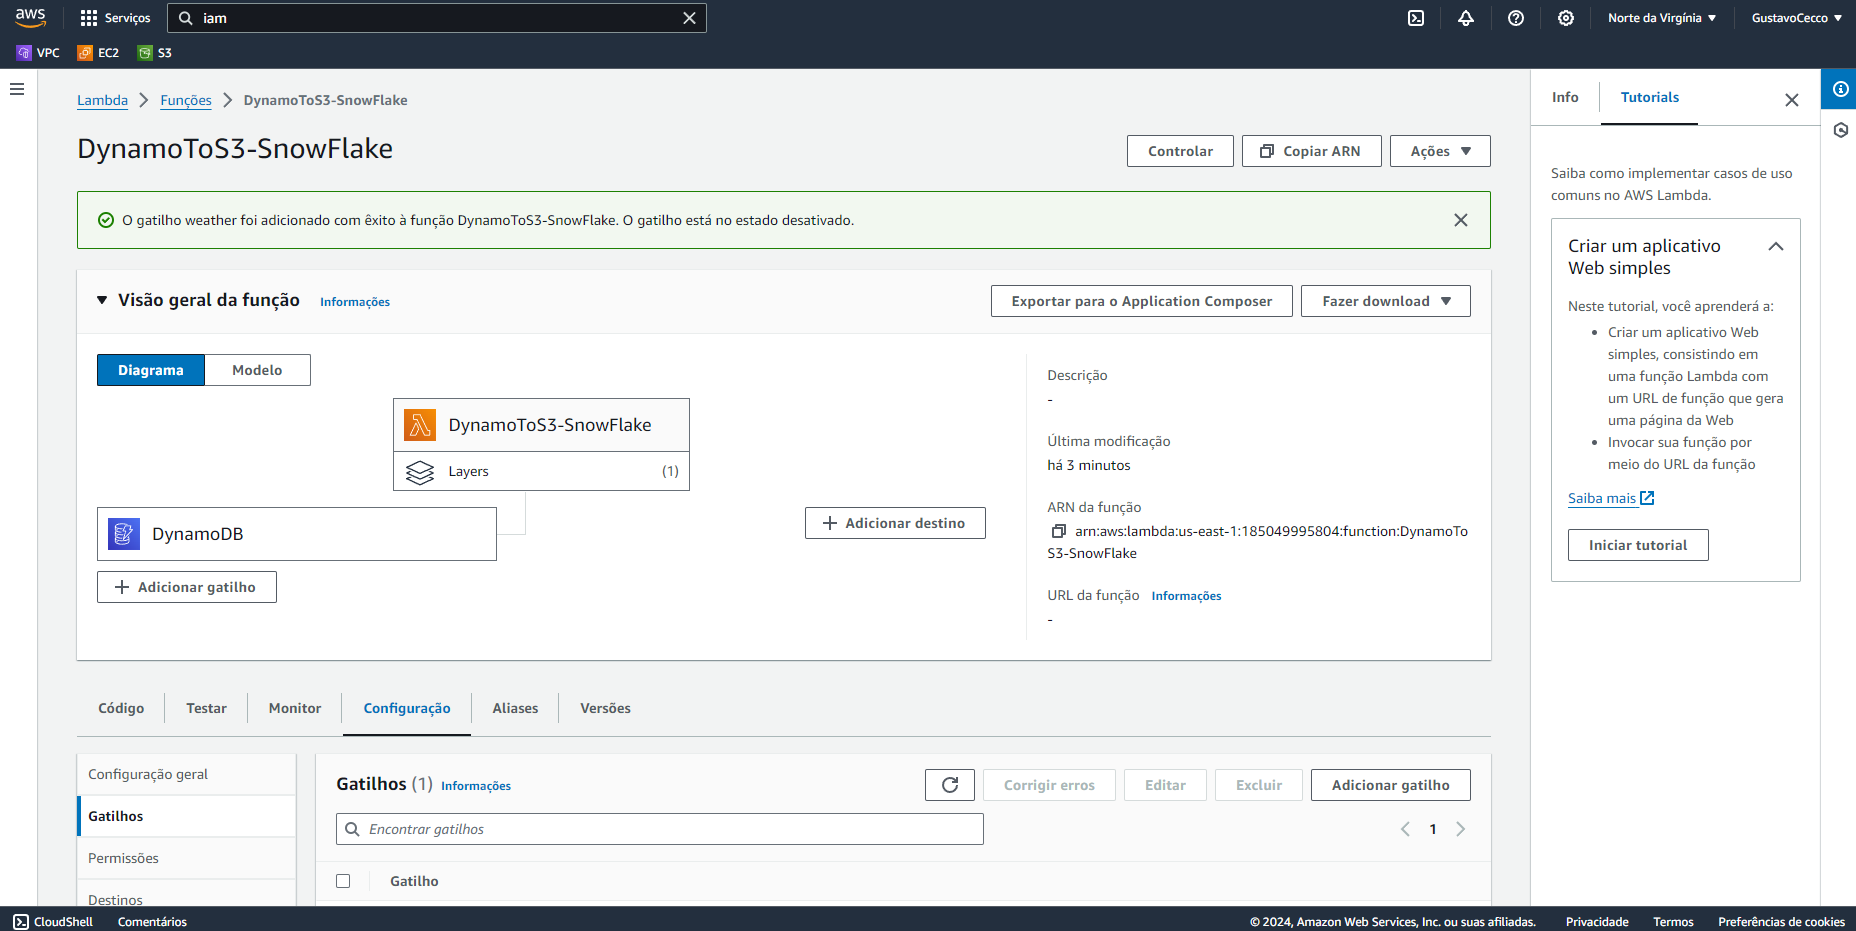 aws
Serviços
iam
Norte da Virgínia
GustavoCecco
VPC
EC2
S3
Lambda
Funções
DynamoToS3-SnowFlake
DynamoToS3-SnowFlake
Controlar
Copiar ARN
Ações
O gatilho weather foi adicionado com êxito à função DynamoToS3-SnowFlake. O gatilho está no estado desativado.
Visão geral da função
Informações
Exportar para o Application Composer
Fazer download
Diagrama
Modelo
DynamoToS3-SnowFlake
Layers
(1)
DynamoDB
Adicionar gatilho
Adicionar destino
Descrição
-
Última modificação
há 3 minutos
ARN da função
arn:aws:lambda:us-east-1:185049995804:function:DynamoTo
S3-SnowFlake
URL da função
Informações
-
Código
Testar
Monitor
Configuração
Aliases
Versões
Configuração geral
Gatilhos
Permissões
Destinos
Gatilhos (1)
Informações
Corrigir erros
Editar
Excluir
Adicionar gatilho
Encontrar gatilhos
1
Gatilho
Info
Tutorials
Saiba como implementar casos de uso
comuns no AWS Lambda.
Criar um aplicativo
Web simples
Neste tutorial, você aprenderá a:
• Criar um aplicativo Web
simples, consistindo em
uma função Lambda com
um URL de função que gera
uma página da Web
• Invocar sua função por
meio do URL da função
Saiba mais
Iniciar tutorial
CloudShell
Comentários
© 2024, Amazon Web Services, Inc. ou suas afiliadas.
Privacidade
Termos
Preferências de cookies